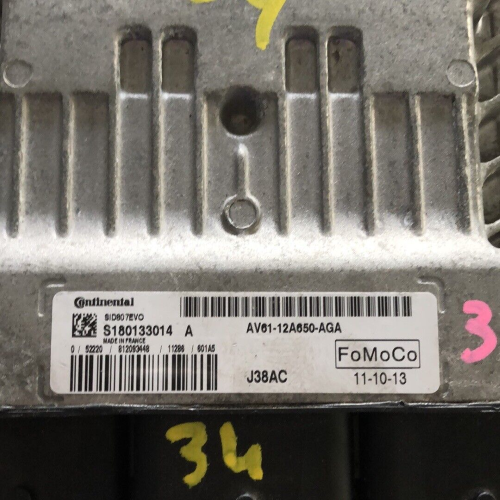 Continental
SID807EVO
S180133014 A
MADE IN FRANCE
0 / 52220 / 812093448 / 11286 / 601A5
AV61-12A650-AGA
FoMoCo
J38AC
11-10-13
3
34